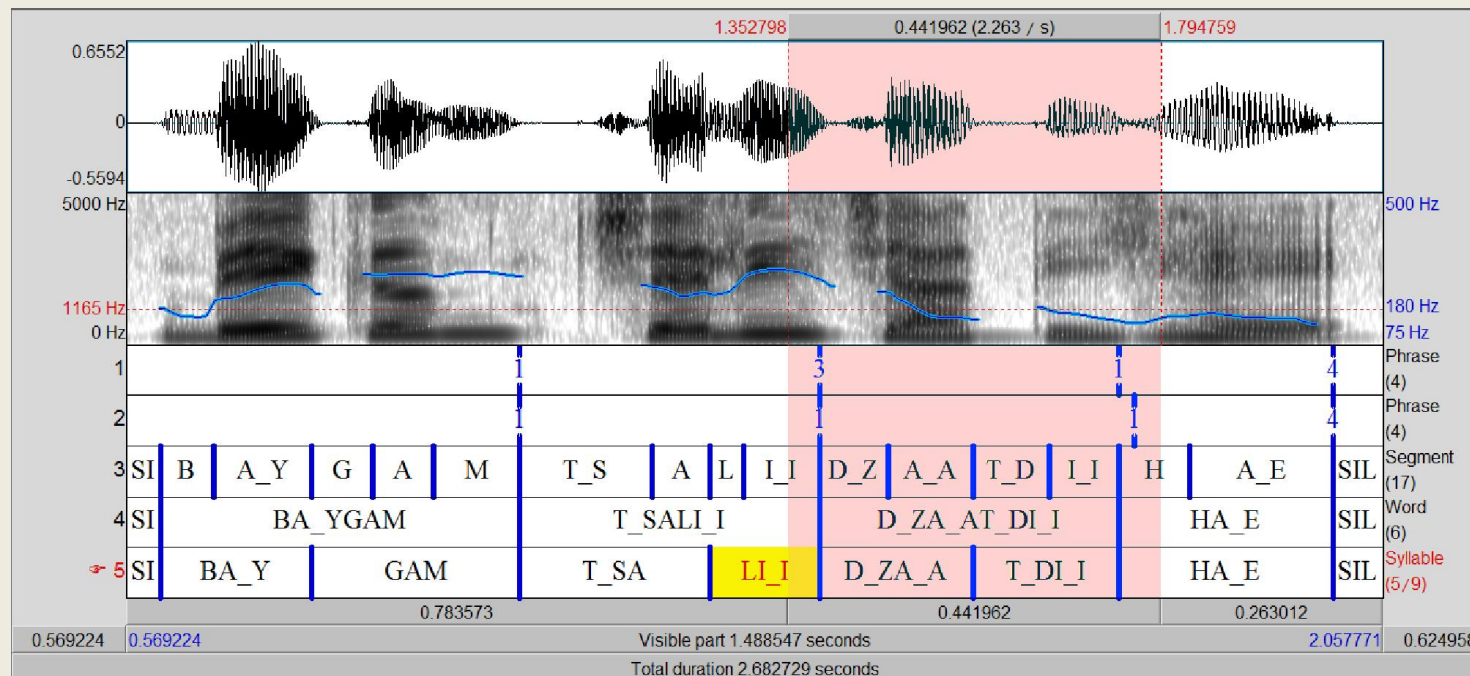 1.352798 0.441962 (2.263 / s) 1.794759
0.6552
0
-0.5594
5000 Hz 500 Hz
1165 Hz 180 Hz
0 Hz 75 Hz
1 1 3 1 4 Phrase (4)
2 1 1 1 4 Phrase (4)
3 SI B A_Y G A M T_S A L I_I D_Z A_A T_D I_I H A_E SIL Segment (17)
4 SI BA_YGAM T_SALI_I D_ZA_AT_DI_I HA_E SIL Word (6)
☞ 5 SI BA_Y GAM T_SA LI_I D_ZA_A T_DI_I HA_E SIL Syllable (5/9)
0.783573 0.441962 0.263012
0.569224 0.569224 Visible part 1.488547 seconds 2.057771 0.624958
Total duration 2.682729 seconds